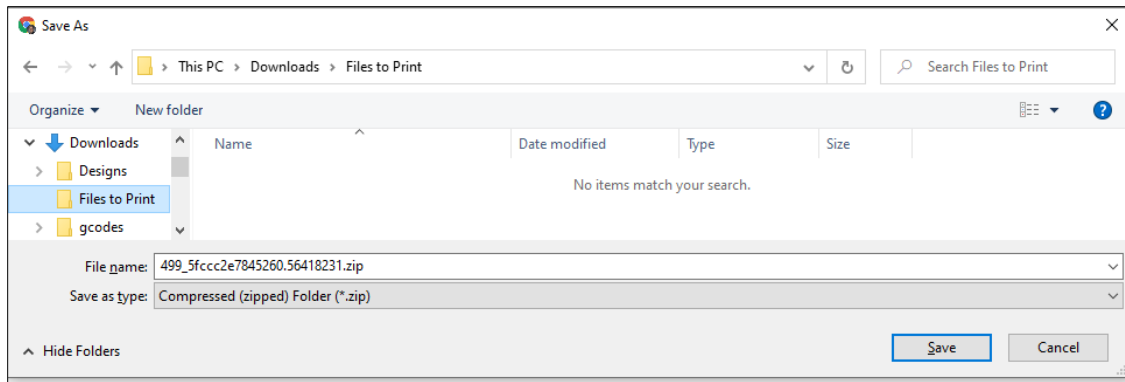 Save As
This PC > Downloads > Files to Print
Search Files to Print
Organize
New folder
Name
Date modified
Type
Size
Downloads
Designs
Files to Print
gcodes
No items match your search.
File name: 499_5fccc2e7845260.56418231.zip
Save as type: Compressed (zipped) Folder (*.zip)
Hide Folders
Save
Cancel